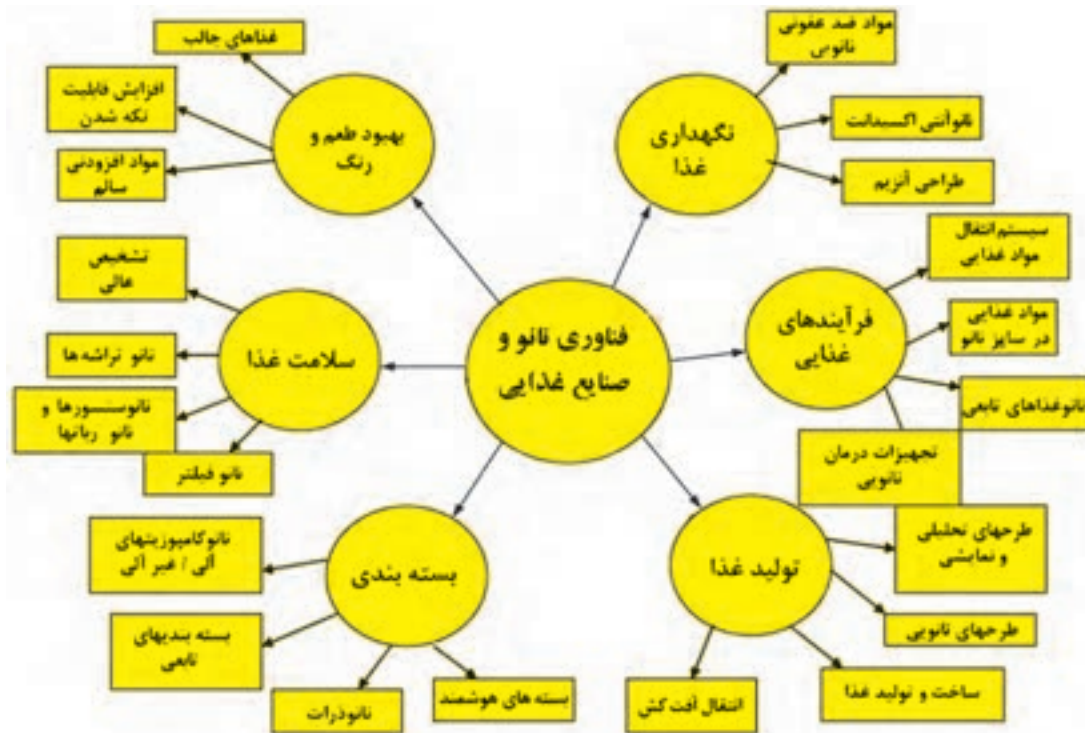 غذاهای جالب
افزایش قابلیت
تکه شدن
مواد افزودنی
سالم
بهبود طعم و
رنگ
مواد ضد عفونی
نانویی
نانوآنتی اکسیدانت
طراحی آنزیم
نگهداری
غذا
سیستم انتقال
مواد غذایی
مواد غذایی
در سایز نانو
نانوغذاهای تابعی
تجهیزات درمان
نانویی
فرآیندهای
غذایی
فناوری نانو و
صنایع غذایی
تشخیص
عالی
نانو تراشه ها
نانوسنسورها و
نانو رباتها
نانو فیلتر
سلامت غذا
نانوکامپوزیتهای
آلی / غیر آلی
بسته بندیهای
تابعی
نانوذرات
بسته های هوشمند
بسته بندی
تولید غذا
طرحهای تحلیلی
و نمایشی
طرحهای نانویی
ساخت و تولید غذا
انتقال آفت کش